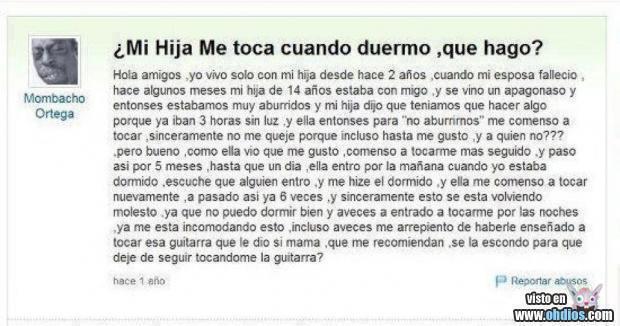 ¿Mi Hija Me toca cuando duermo ,que hago?
Mombacho
Ortega
Hola amigos ,yo vivo solo con mi hija desde hace 2 años ,cuando mi esposa fallecio ,
hace algunos meses mi hija de 14 años estaba con migo ,y se vino un apagonaso y
entonses estabamos muy aburridos y mi hija dijo que teniamos que hacer algo
porque ya iban 3 horas sin luz ,y ella entonses para "no aburrirnos" me comenso a
tocar ,sinceramente no me queje porque incluso hasta me gusto ,y a quien no???
,pero bueno ,como ella vio que me gusto ,comenso a tocarme mas seguido ,y paso
asi por 5 meses ,hasta que un dia ,ella entro por la mañana cuando yo estaba
dormido ,escuche que alguien entro ,y me hize el dormido ,y ella me comenso a tocar
nuevamente ,a pasado asi ya 6 veces ,y sinceramente esto se esta volviendo
molesto ,ya que no puedo dormir bien y aveces a entrado a tocarme por las noches
,ya me esta incomodando esto ,incluso aveces me arrepiento de haberle enseñado a
tocar esa guitarra que le dio si mama ,que me recomiendan ,se la escondo para que
deje de seguir tocandome la guitarra?
hace 1 año
Reportar abusos
visto en
www.ohdios.com